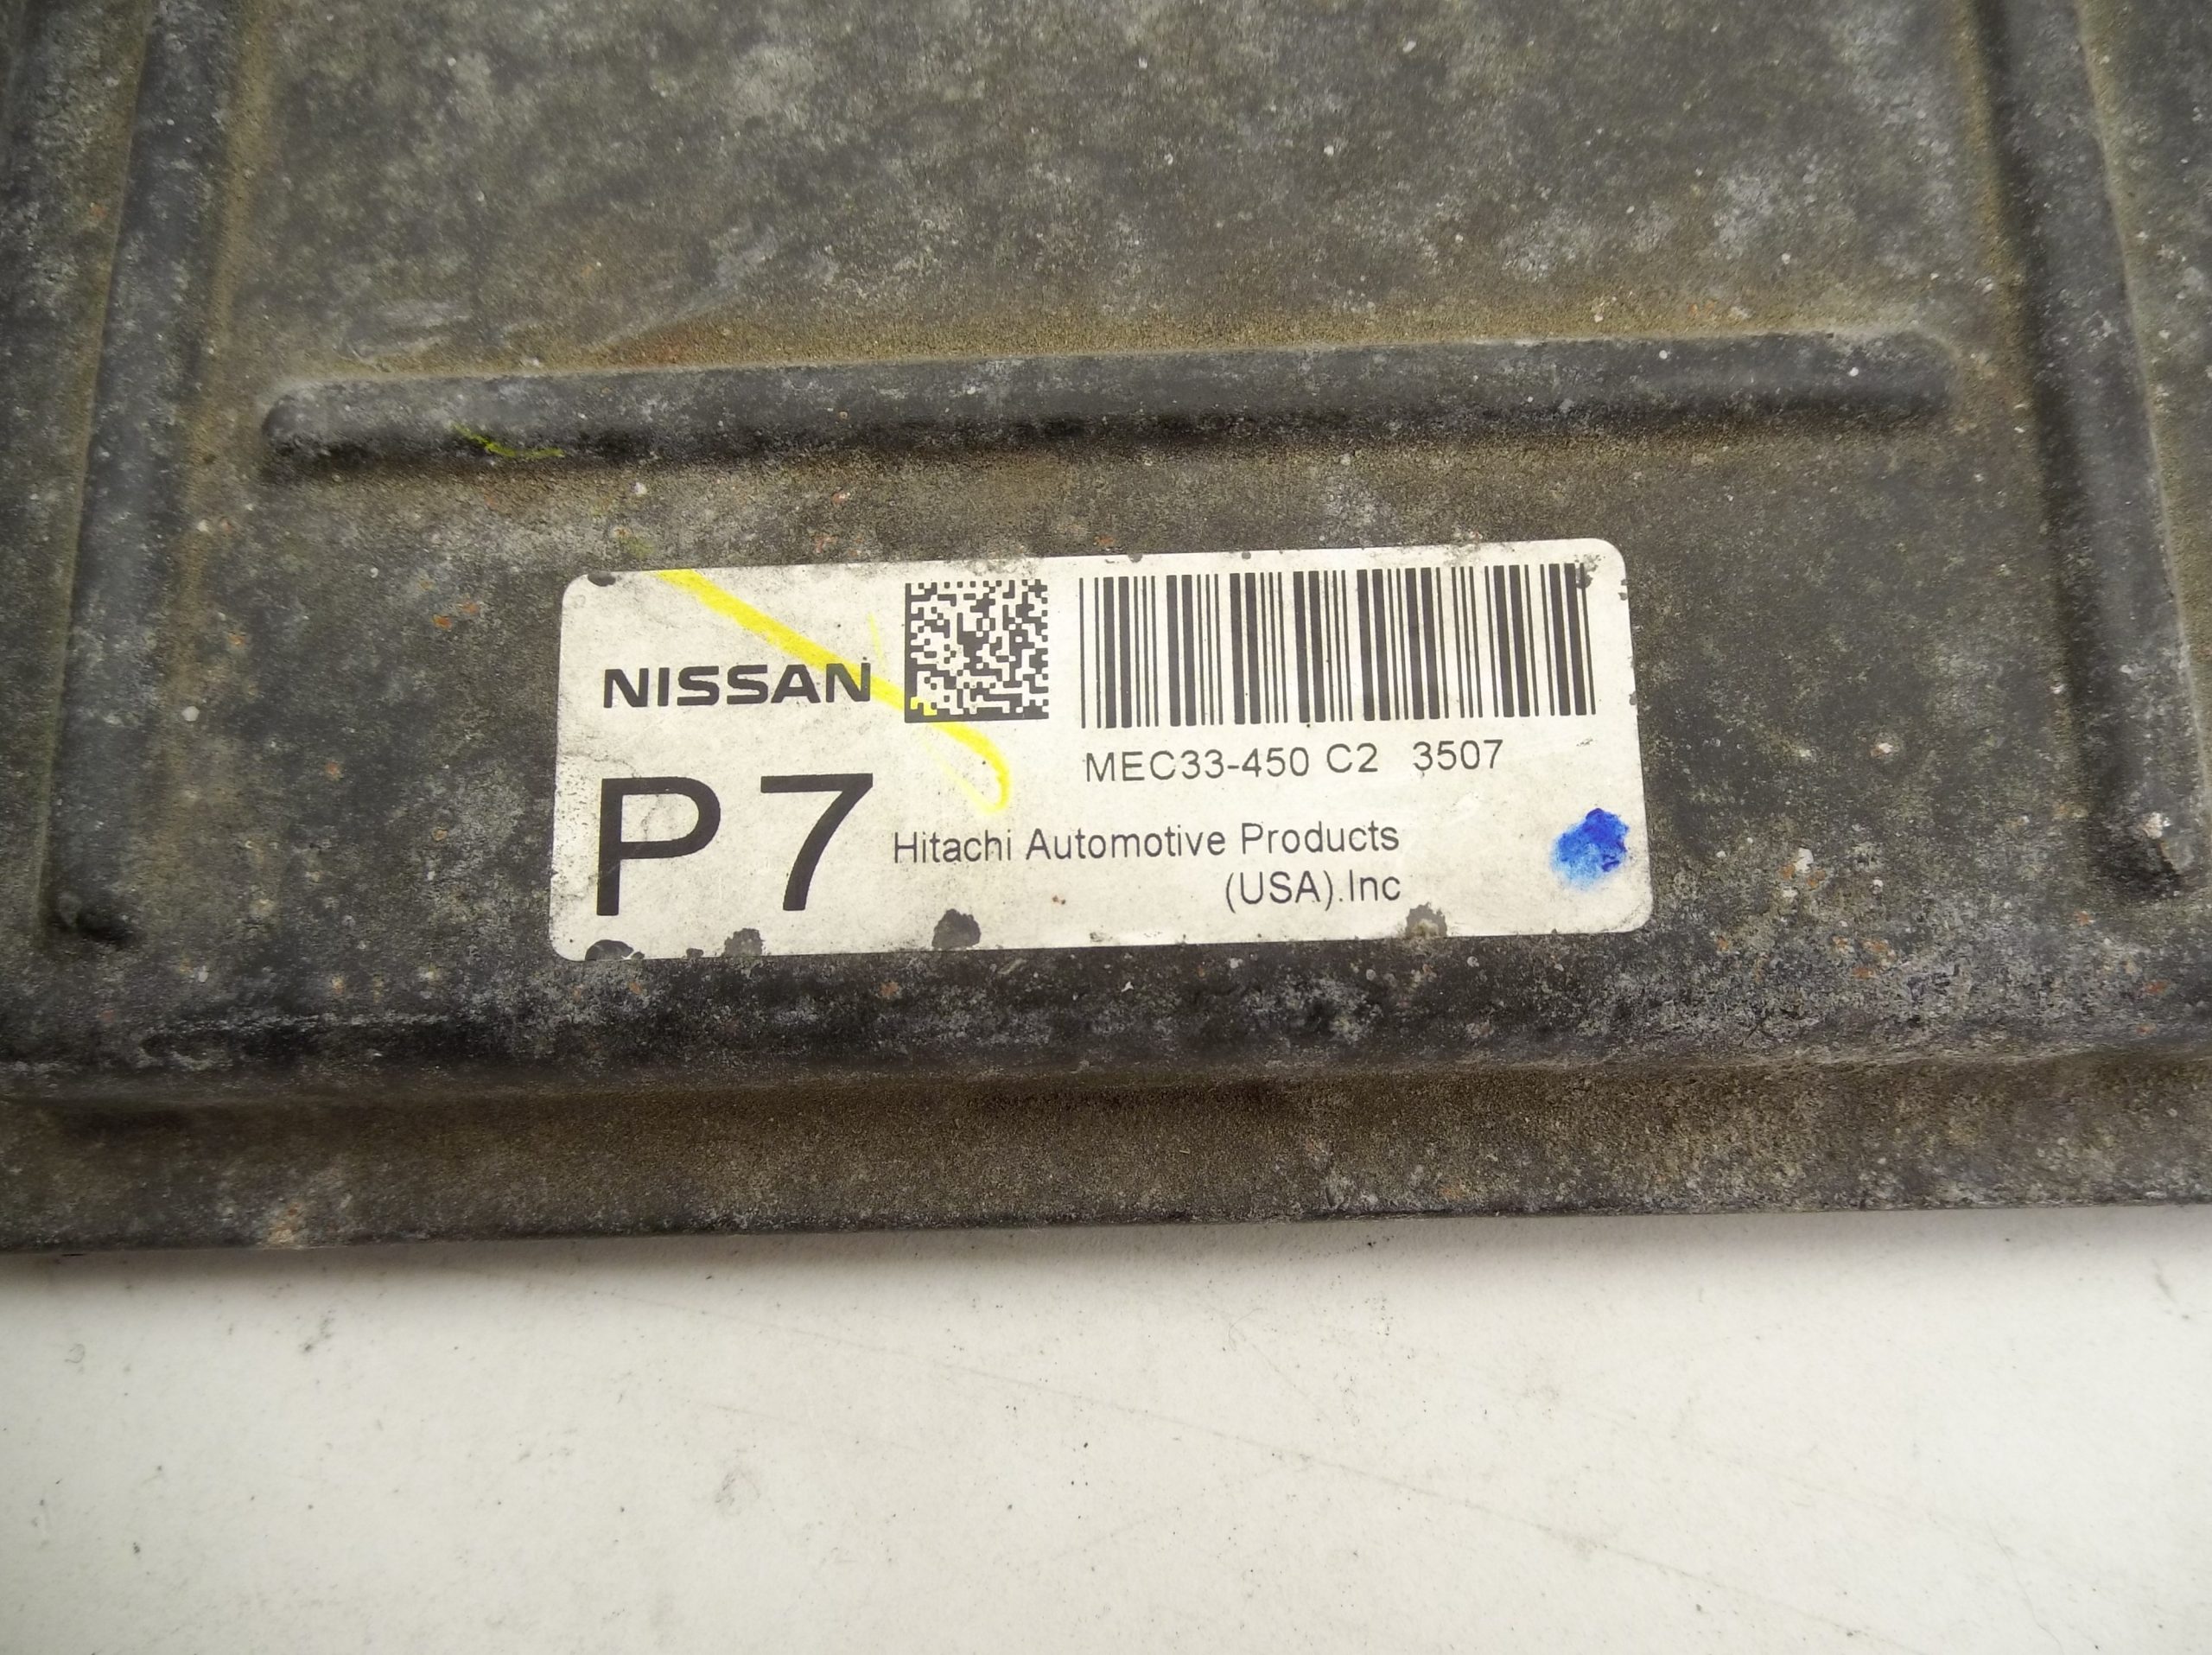 NISSAN
MEC33-450 C2 3507
P7
Hitachi Automotive Products
(USA).Inc